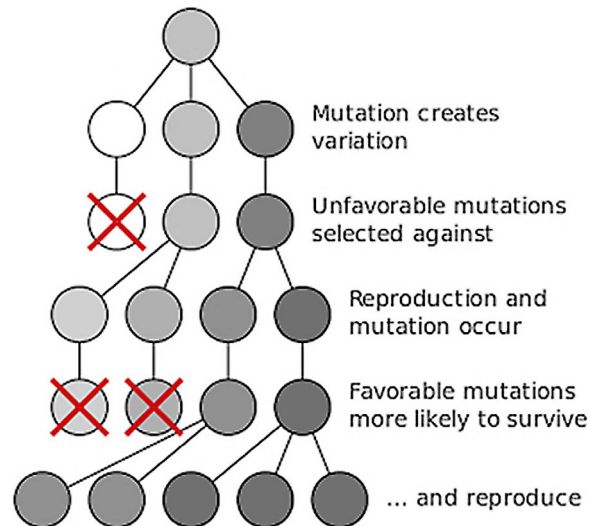 Mutation creates
variation
Unfavorable mutations
selected against
Reproduction and
mutation occur
Favorable mutations
more likely to survive
... and reproduce